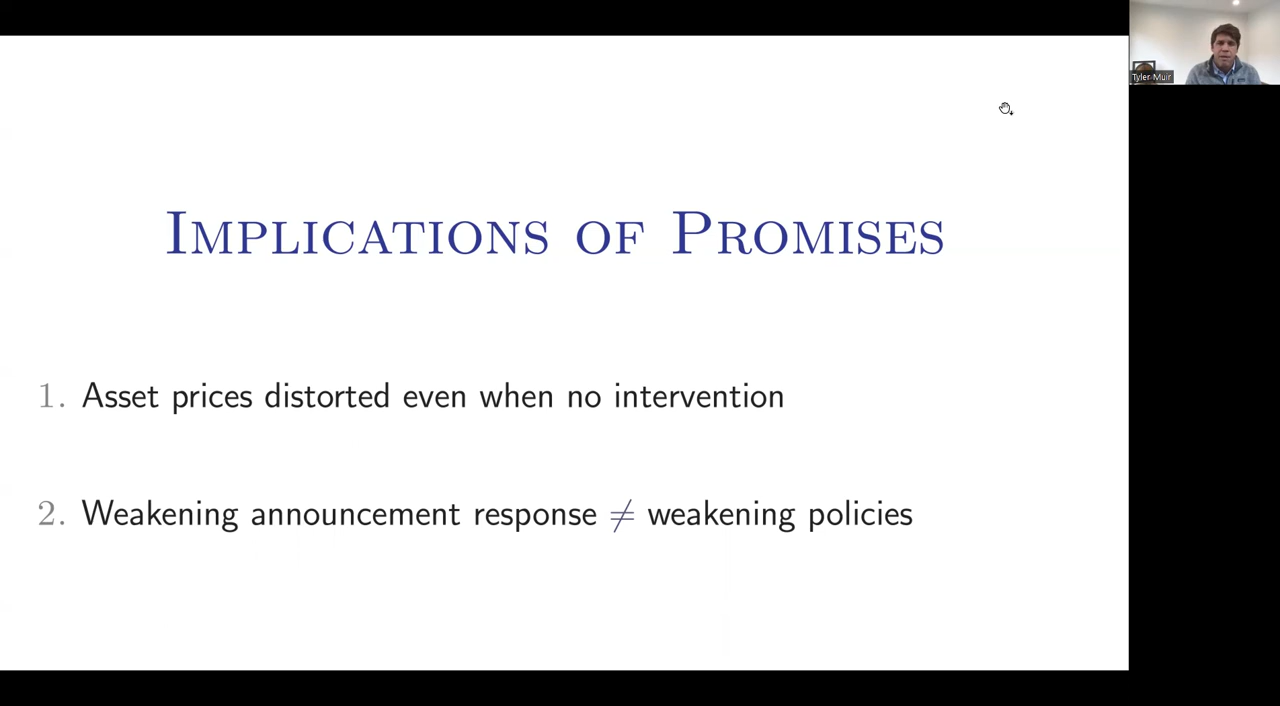 Tyler Muir
IMPLICATIONS OF PROMISES
1. Asset prices distorted even when no intervention
2. Weakening announcement response ≠ weakening policies